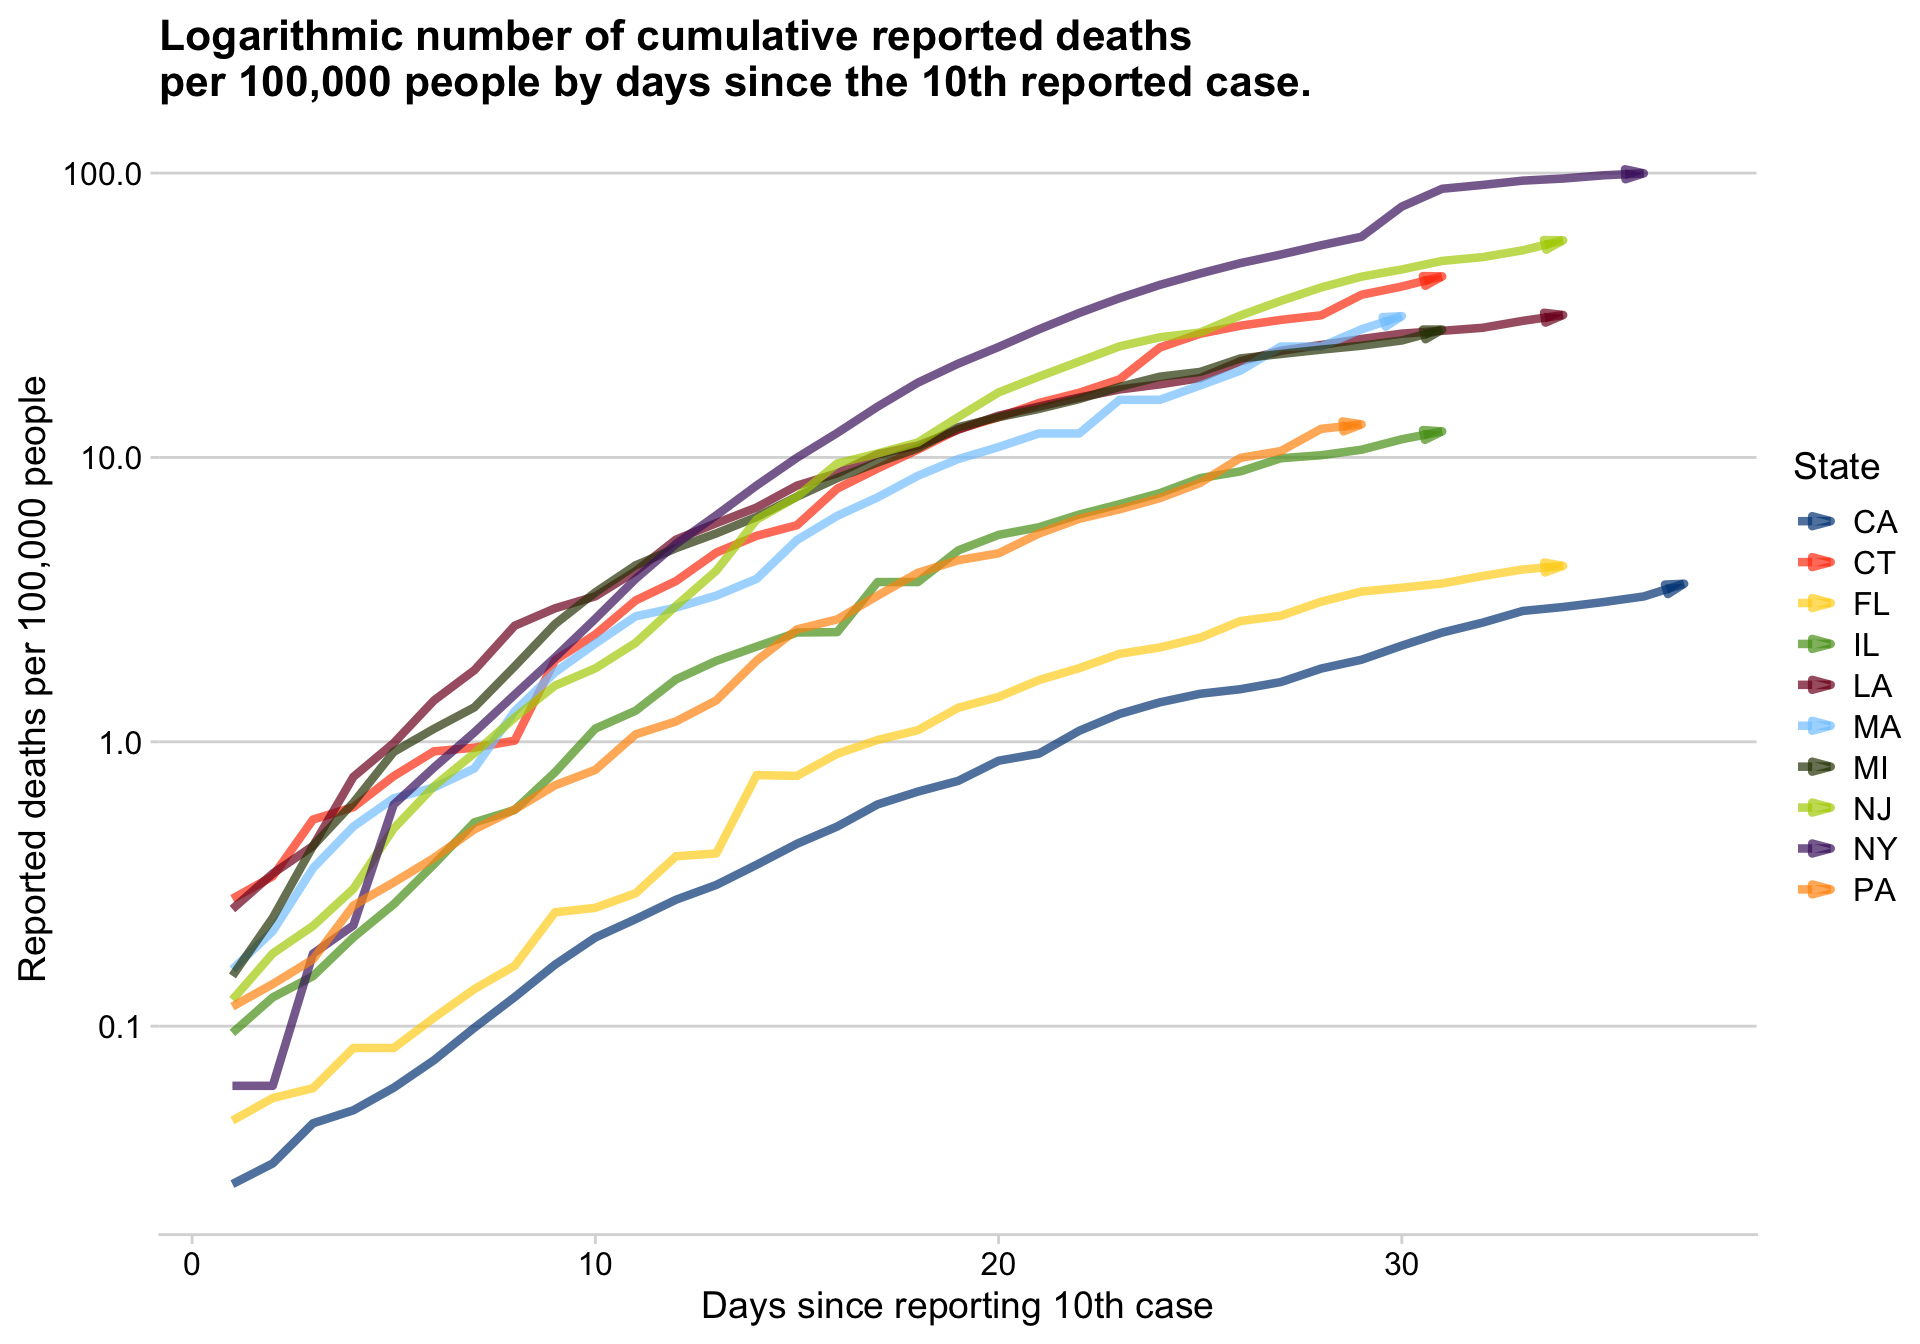 Logarithmic number of cumulative reported deaths
per 100,000 people by days since the 10th reported case.
Reported deaths per 100,000 people
100.0
10.0
1.0
0.1
0
10
20
30
Days since reporting 10th case
State
CA
CT
FL
IL
LA
MA
MI
NJ
NY
PA